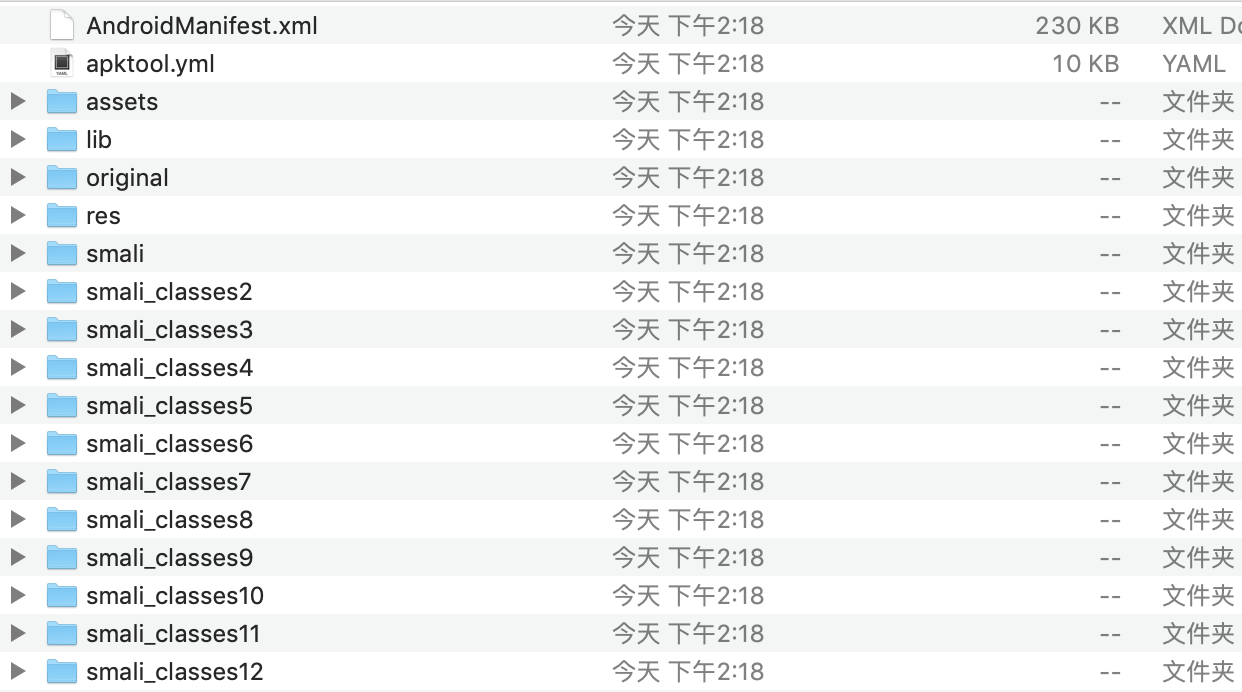 AndroidManifest.xml 今天 下午2:18 230 KB XML Do
apktool.yml 今天 下午2:18 10 KB YAML
assets 今天 下午2:18 -- 文件夹
lib 今天 下午2:18 -- 文件夹
original 今天 下午2:18 -- 文件夹
res 今天 下午2:18 -- 文件夹
smali 今天 下午2:18 -- 文件夹
smali_classes2 今天 下午2:18 -- 文件夹
smali_classes3 今天 下午2:18 -- 文件夹
smali_classes4 今天 下午2:18 -- 文件夹
smali_classes5 今天 下午2:18 -- 文件夹
smali_classes6 今天 下午2:18 -- 文件夹
smali_classes7 今天 下午2:18 -- 文件夹
smali_classes8 今天 下午2:18 -- 文件夹
smali_classes9 今天 下午2:18 -- 文件夹
smali_classes10 今天 下午2:18 -- 文件夹
smali_classes11 今天 下午2:18 -- 文件夹
smali_classes12 今天 下午2:18 -- 文件夹